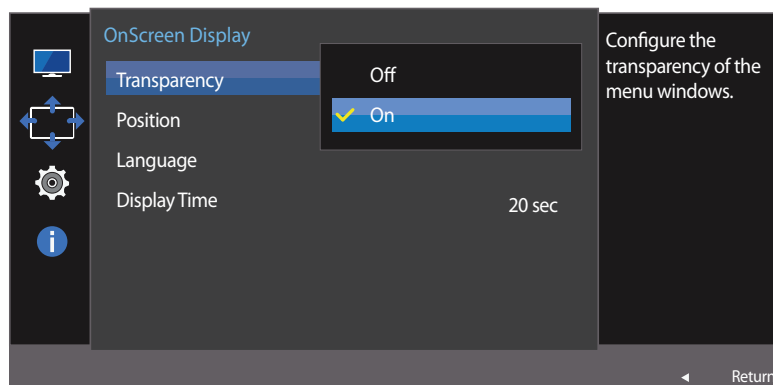 OnScreen Display
Transparency
Off
On
Position
Language
Display Time
20 sec
Configure the
transparency of the
menu windows.
Return